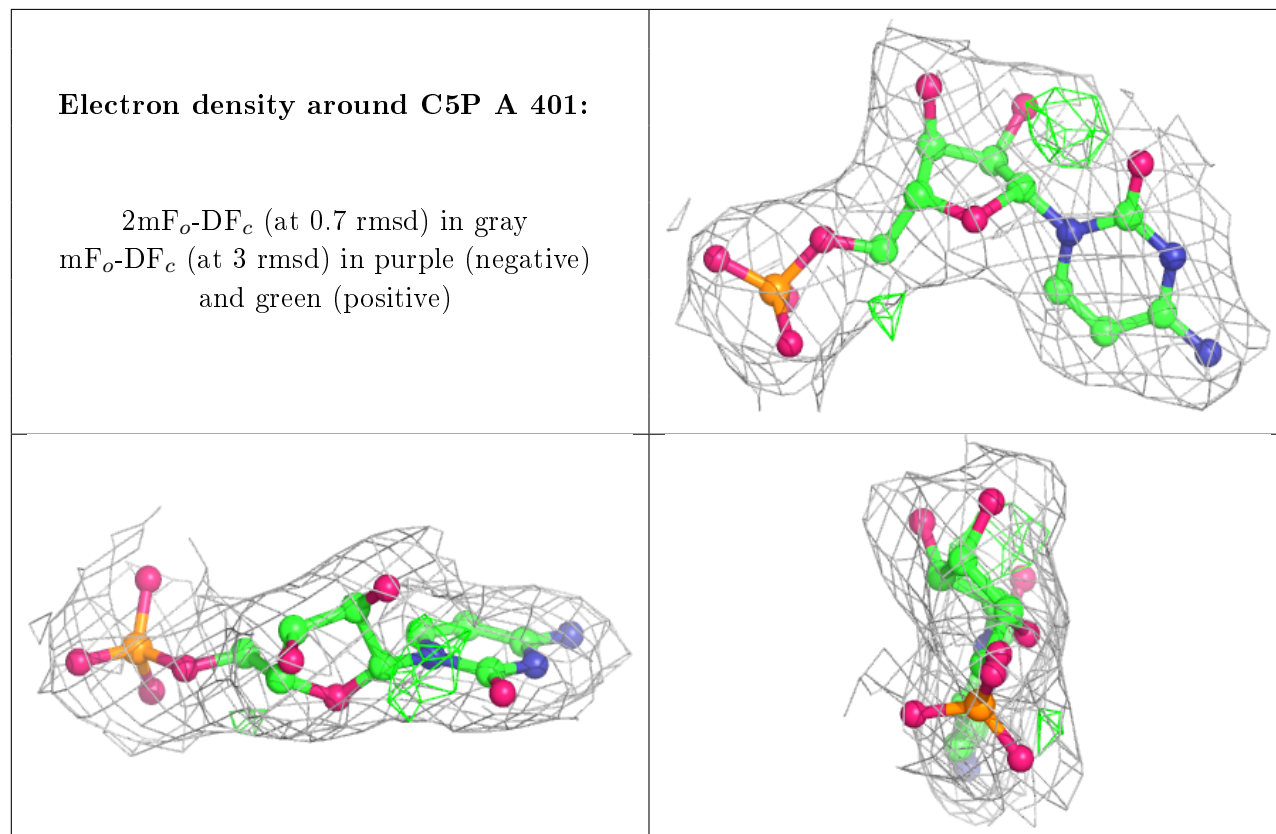 Electron density around C5P A 401:
2mFo-DFc (at 0.7 rmsd) in gray
mFo-DFc (at 3 rmsd) in purple (negative)
and green (positive)